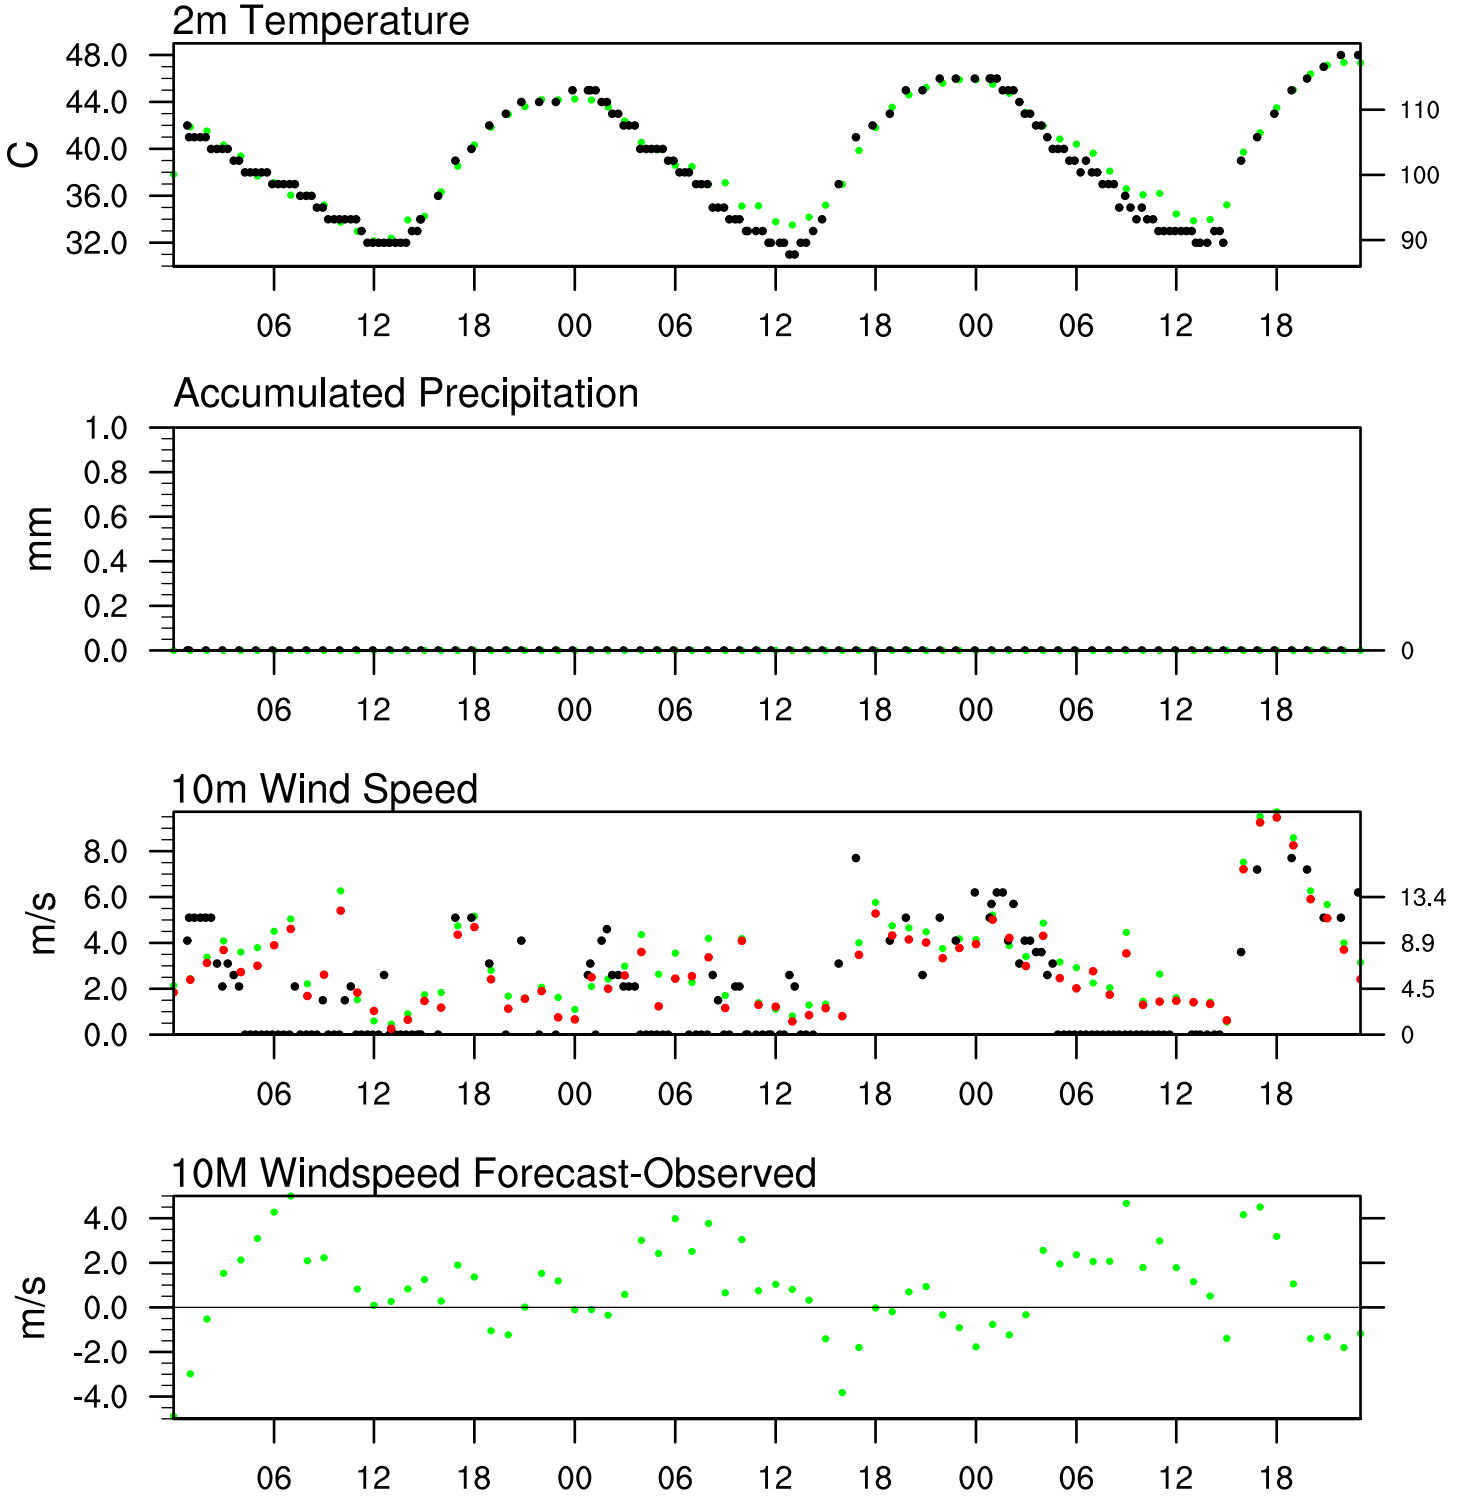 2m Temperature
48.0
44.0
40.0
36.0
32.0
C
110
100
90
06 12 18 00 06 12 18 00 06 12 18
Accumulated Precipitation
1.0
0.8
0.6
0.4
0.2
0.0
mm
0
06 12 18 00 06 12 18 00 06 12 18
10m Wind Speed
8.0
6.0
4.0
2.0
0.0
m/s
13.4
8.9
4.5
0
06 12 18 00 06 12 18 00 06 12 18
10M Windspeed Forecast-Observed
4.0
2.0
0.0
-2.0
-4.0
m/s
06 12 18 00 06 12 18 00 06 12 18